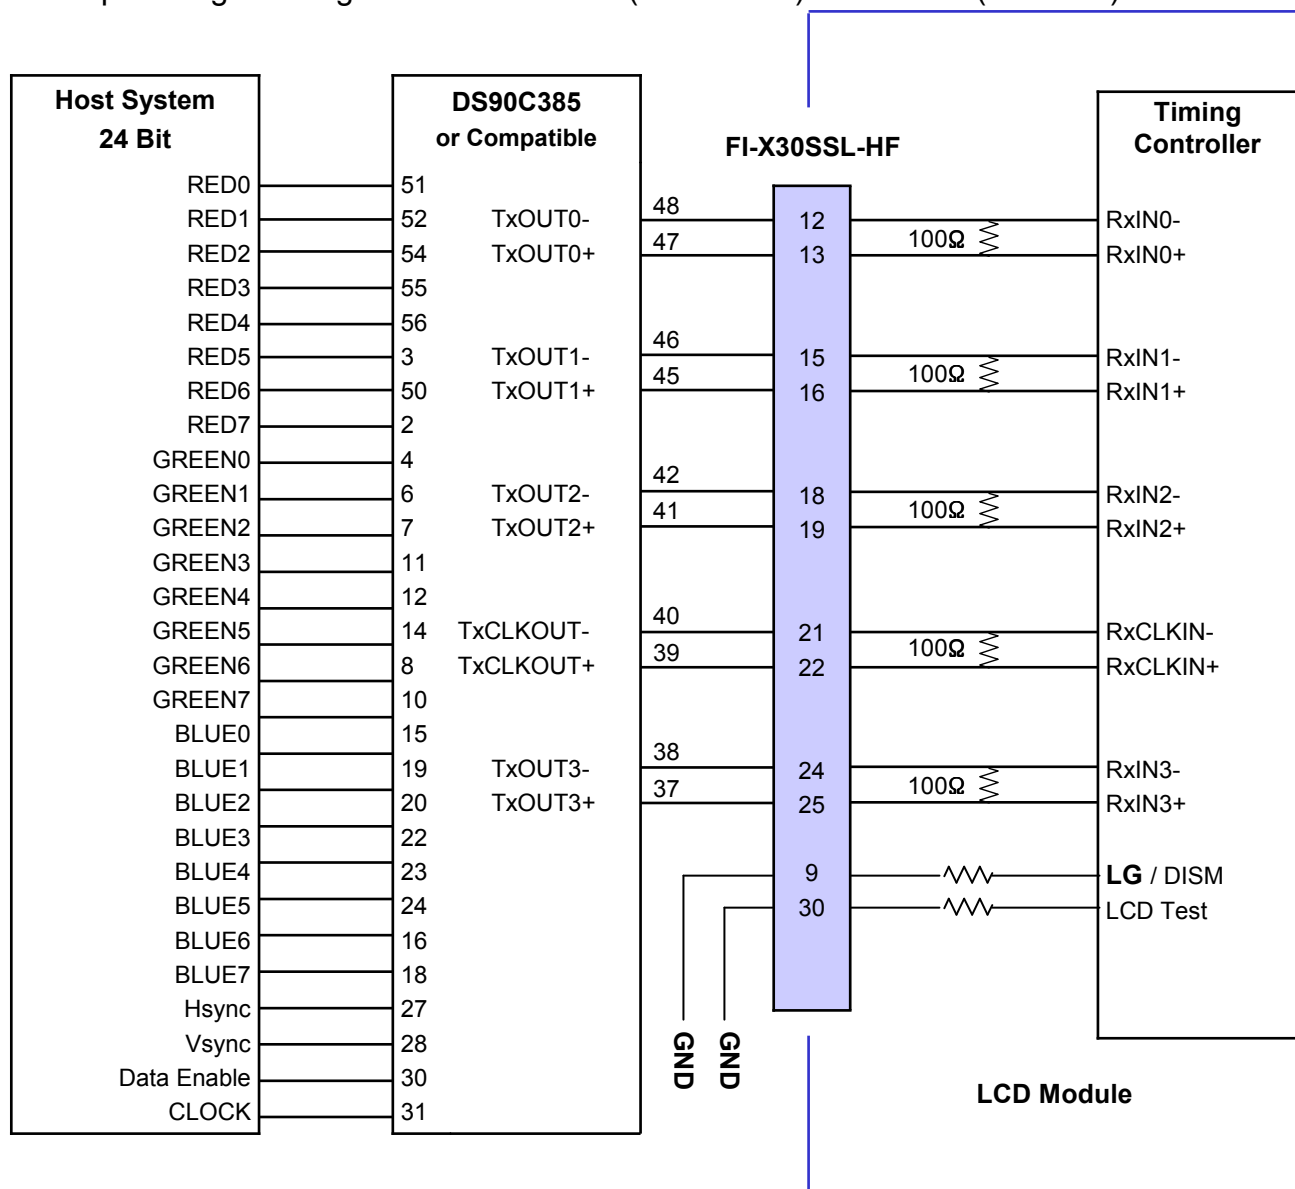 Host System
24 Bit
RED0
RED1
RED2
RED3
RED4
RED5
RED6
RED7
GREEN0
GREEN1
GREEN2
GREEN3
GREEN4
GREEN5
GREEN6
GREEN7
BLUE0
BLUE1
BLUE2
BLUE3
BLUE4
BLUE5
BLUE6
BLUE7
Hsync
Vsync
Data Enable
CLOCK
DS90C385
or Compatible
51
52 TxOUT0-
54 TxOUT0+
55
56
3 TxOUT1-
50 TxOUT1+
2
4
6 TxOUT2-
7 TxOUT2+
11
12
14 TxCLKOUT-
8 TxCLKOUT+
10
15
19 TxOUT3-
20 TxOUT3+
22
23
24
16
18
27
28
30
31
48
47
46
45
42
41
40
39
38
37
GND
GND
FI-X30SSL-HF
12
13
15
16
18
19
21
22
24
25
9
30
100Ω
100Ω
100Ω
100Ω
100Ω
Timing
Controller
RxIN0-
RxIN0+
RxIN1-
RxIN1+
RxIN2-
RxIN2+
RxCLKIN-
RxCLKIN+
RxIN3-
RxIN3+
LG / DISM
LCD Test
LCD Module